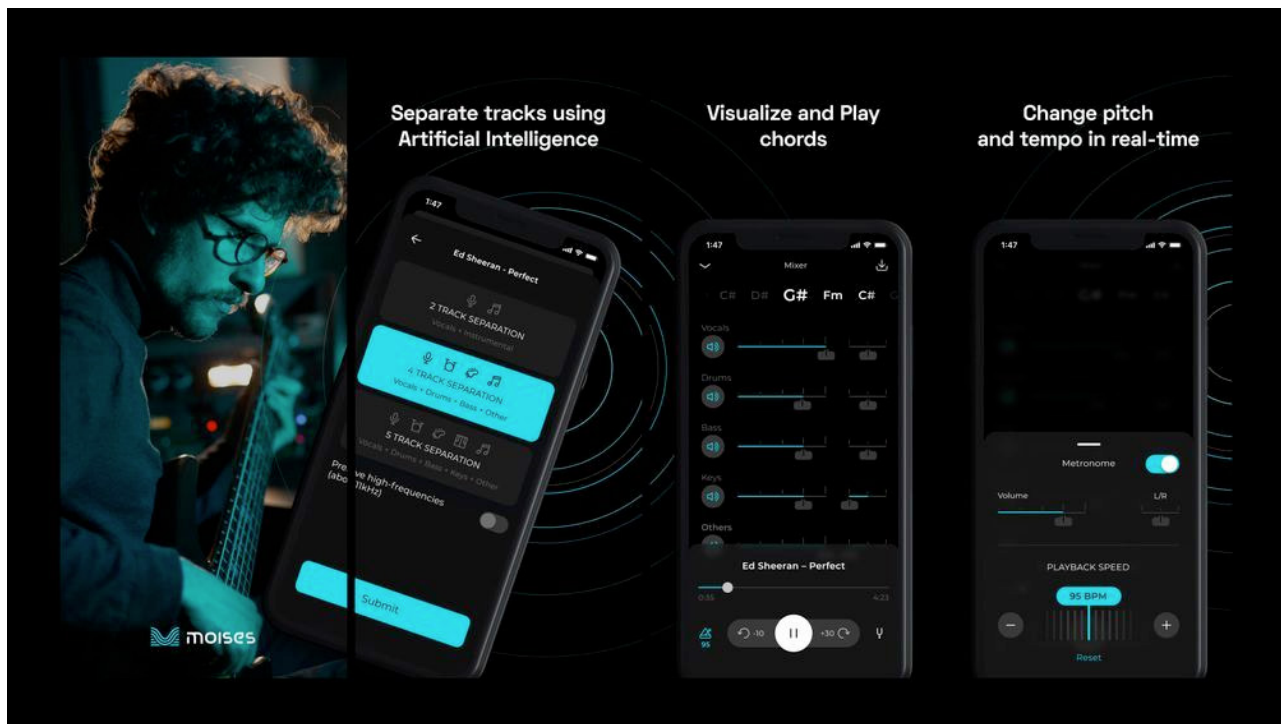 Separate tracks using
Artificial Intelligence
1:47
Ed Sheeran - Perfect
2 TRACK SEPARATION
Vocals + Instrumental
4 TRACK SEPARATION
Vocals + Drums + Bass + Other
5 TRACK SEPARATION
Vocals + Drums + Bass + Keys + Other
high-frequencies
Submit
moises
Visualize and Play
chords
1:47
Mixer
C# D# G# Fm C#
Vocals
Drums
Bass
Keys
Others
Ed Sheeran – Perfect
0:35 4:23
95 -10 +30
Change pitch
and tempo in real-time
1:47
Metronome
Volume L/R
PLAYBACK SPEED
95 BPM
Reset